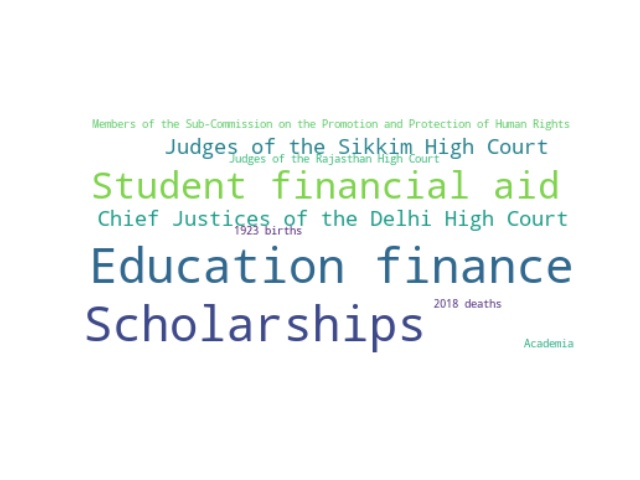 Members of the Sub-Commission on the Promotion and Protection of Human Rights
Judges of the Sikkim High Court
Judges of the Rajasthan High Court
Student financial aid
Chief Justices of the Delhi High Court
1923 births
Education finance
2018 deaths
Scholarships
Academia